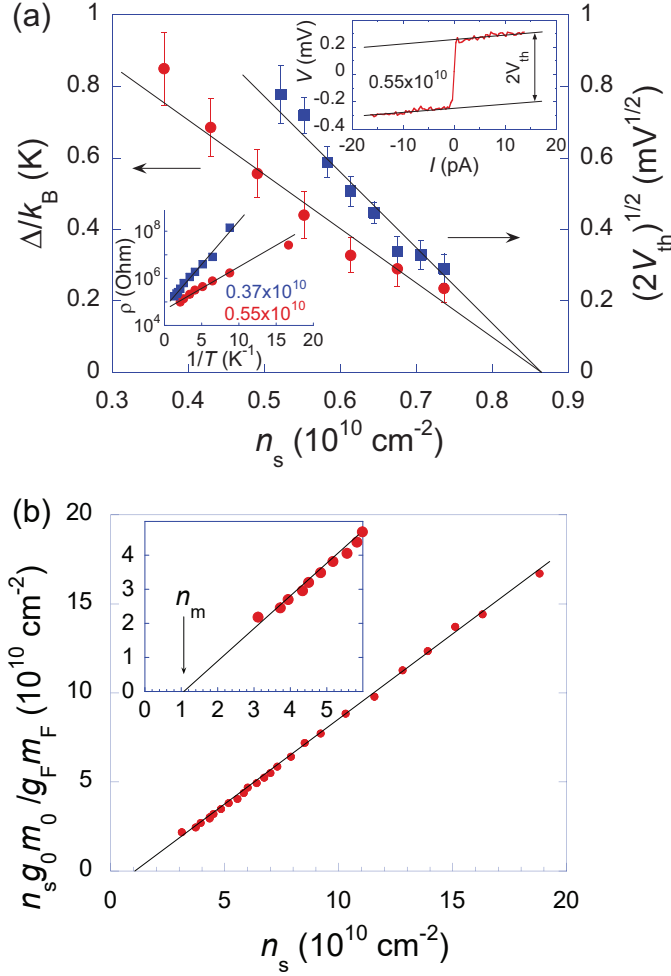 (a)
1
0.8
0.6
0.4
0.2
0
Δ/k_B (K)
0.3 0.4 0.5 0.6 0.7 0.8 0.9
n_s (10^10 cm^-2)
1
0.8
0.6
0.4
0.2
0
(2V_th)^1/2 (mV^1/2)
0.2
0
-0.2
-0.4
V (mV)
0.55x10^10
2V_th
-20 -10 0 10 20
I (pA)
10^8
10^6
10^4
ρ (Ohm)
0.37x10^10
0.55x10^10
0 5 10 15 20
1/T (K^-1)
(b)
20
15
10
5
0
n_s g_0 m_0 /g_F m_F (10^10 cm^-2)
4
3
2
1
0
n_m
0 1 2 3 4 5
5 10 15 20
n_s (10^10 cm^-2)